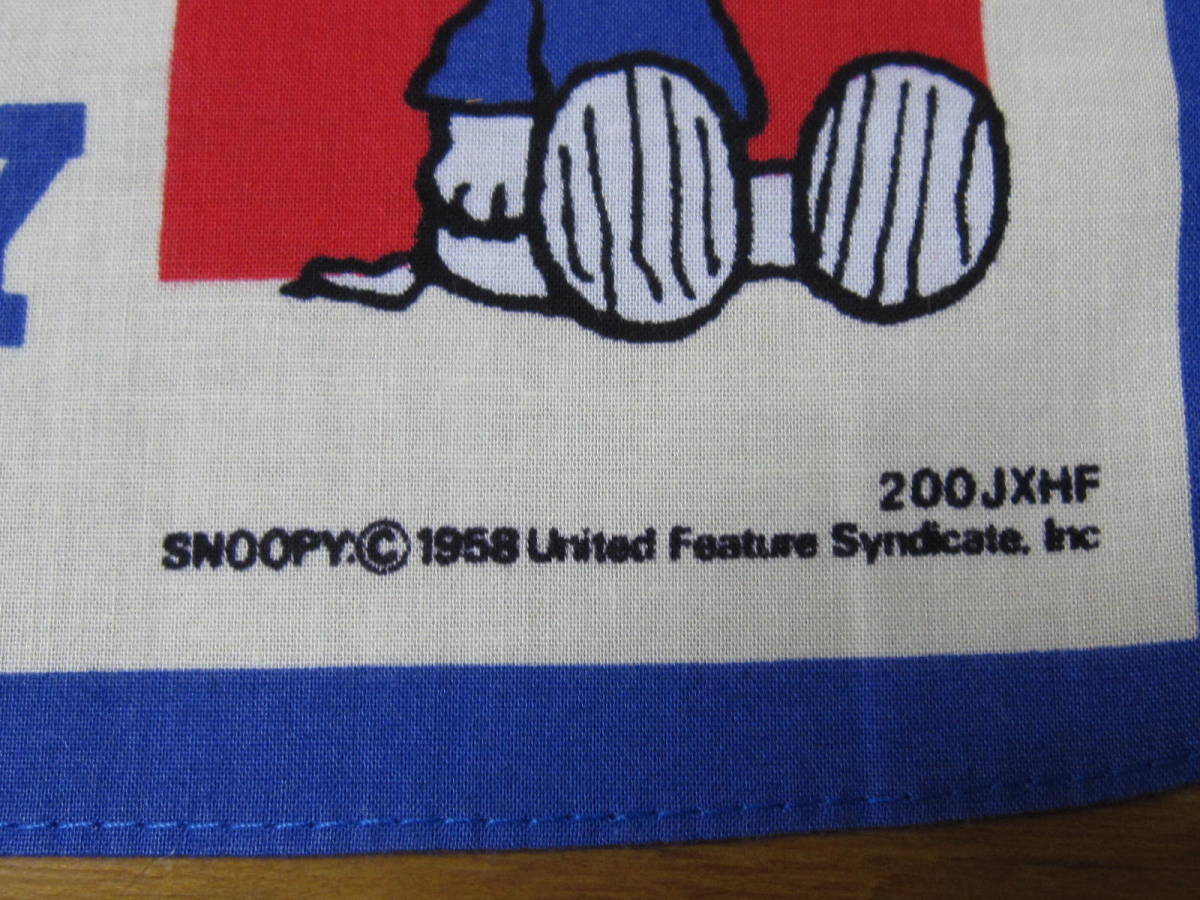 Y
200JXHF
SNOOPY:©1958 United Feature Syndicate. Inc